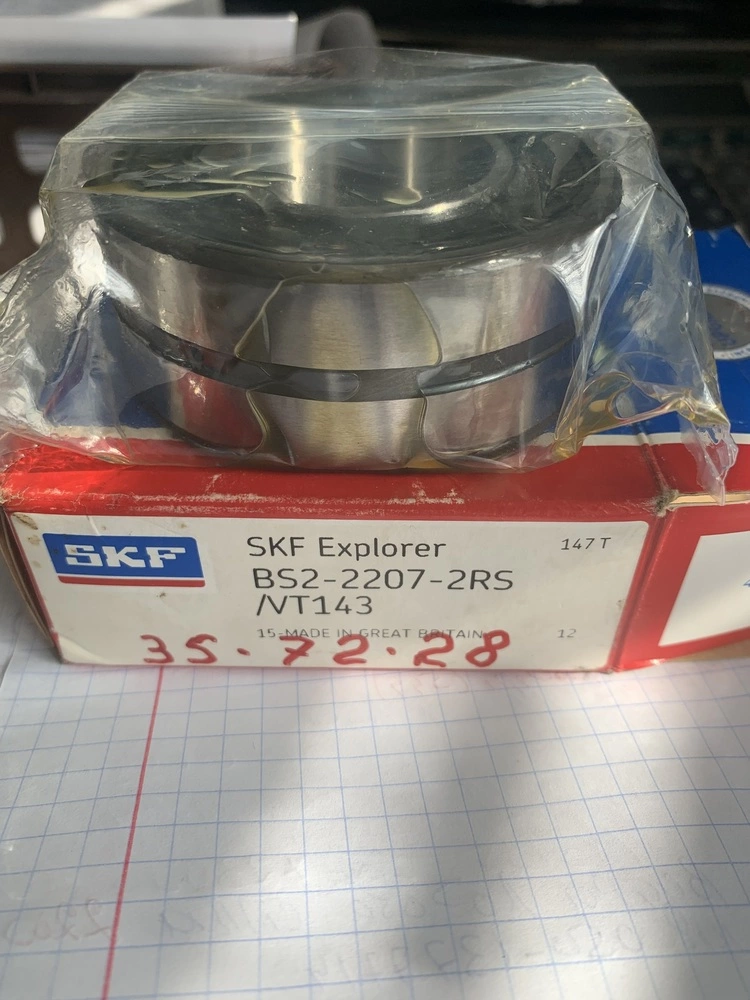 SKF
SKF Explorer
147 T
BS2-2207-2RS
/VT143
15-MADE IN GREAT BRITAIN
12
35.72.28